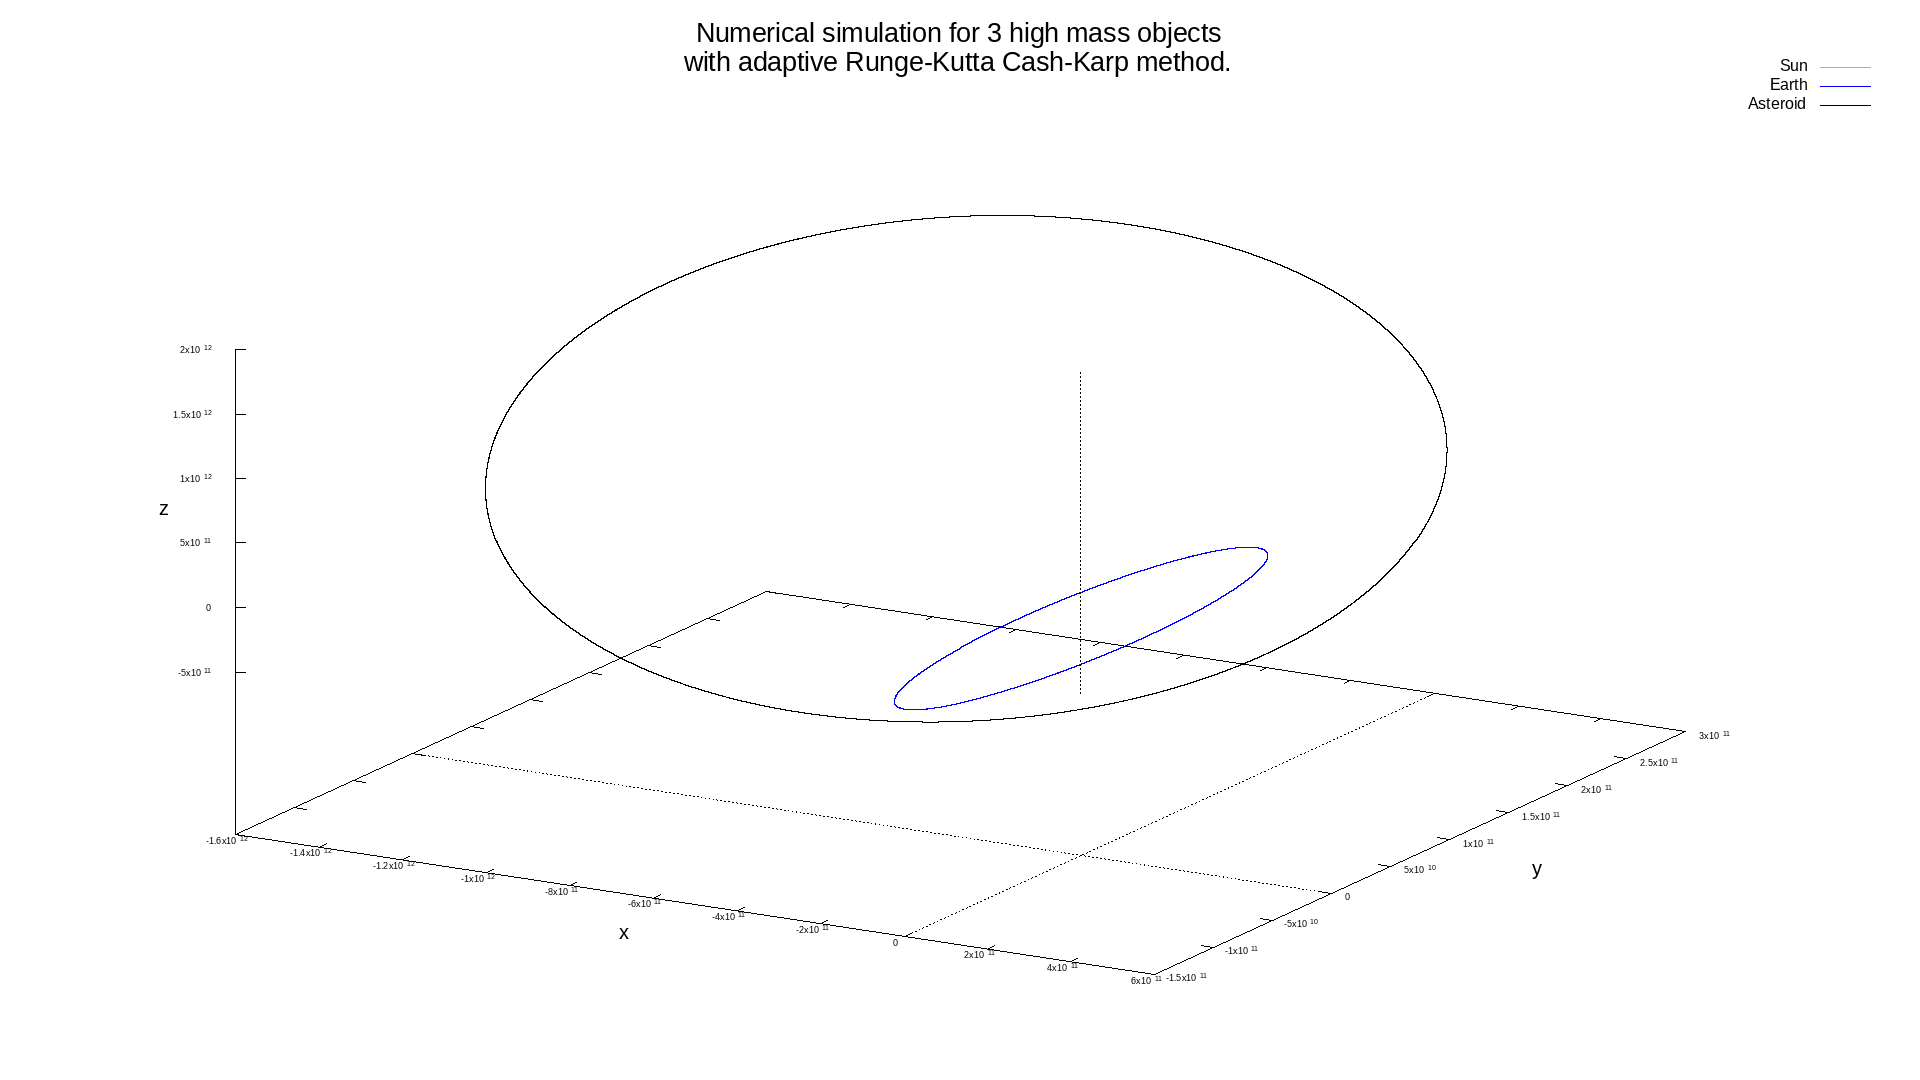 Numerical simulation for 3 high mass objects
with adaptive Runge-Kutta Cash-Karp method.
Sun
Earth
Asteroid
2x10 12
1.5x10 12
1x10 12
z
5x10 11
0
-5x10 11
3x10 11
2.5x10 11
2x10 11
1.5x10 11
1x10 11
y
5x10 10
0
-5x10 10
-1x10 11
-1.5x10 11
-1.6x10 12
-1.4x10 12
-1.2x10 12
-1x10 12
-8x10 11
-6x10 11
-4x10 11
-2x10 11
x
0
2x10 11
4x10 11
6x10 11